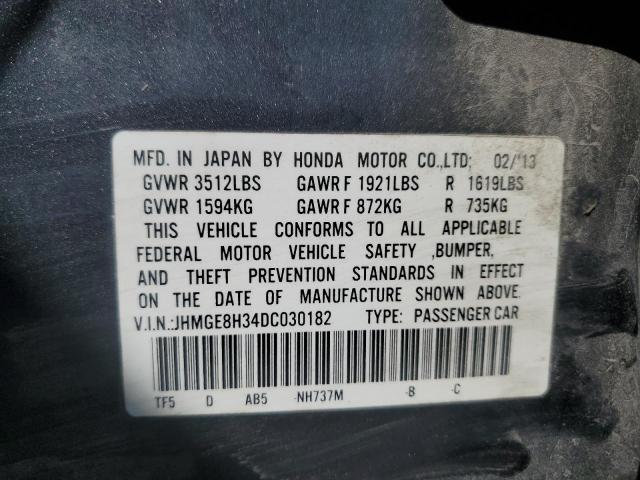 MFD. IN JAPAN BY HONDA MOTOR CO.,LTD; 02/'13
GVWR 3512LBS GAWR F 1921LBS R 1619LBS
GVWR 1594KG GAWR F 872KG R 735KG
THIS VEHICLE CONFORMS TO ALL APPLICABLE
FEDERAL MOTOR VEHICLE SAFETY ,BUMPER,
AND THEFT PREVENTION STANDARDS IN EFFECT
ON THE DATE OF MANUFACTURE SHOWN ABOVE.
V.I.N.:JHMGE8H34DC030182 TYPE: PASSENGER CAR
TF5 D AB5 -NH737M -B -C